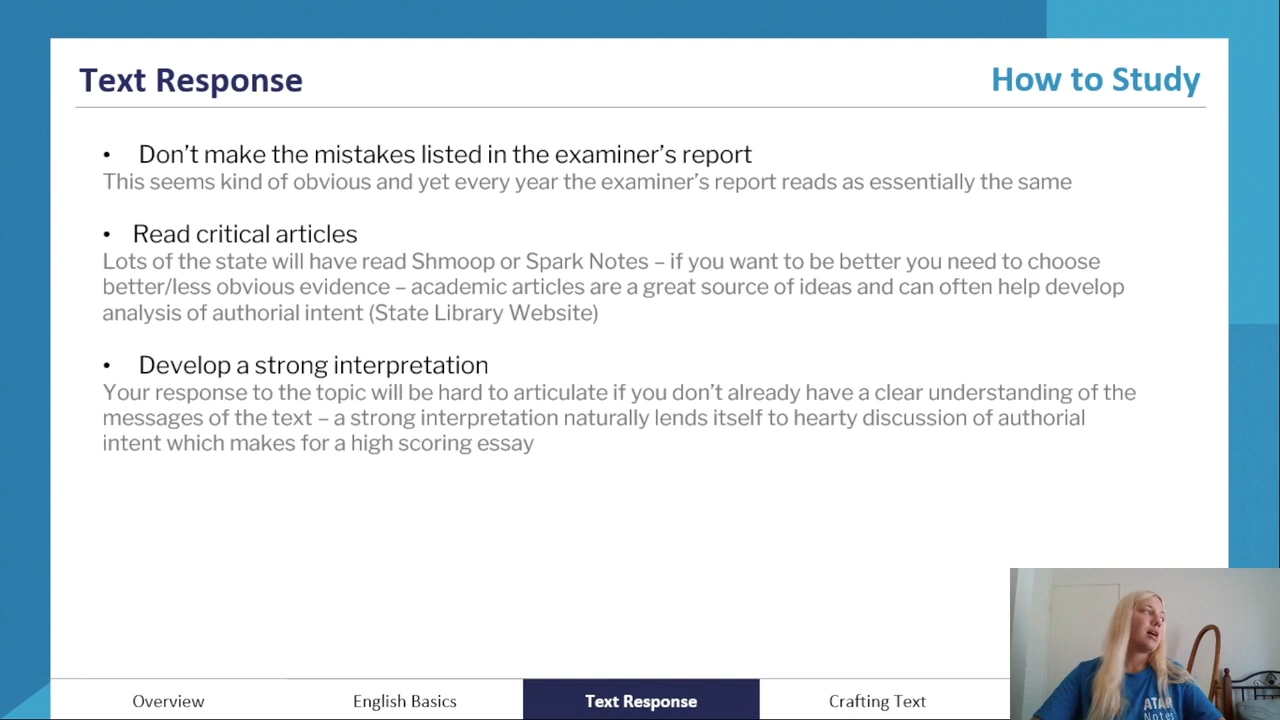 Text Response
How to Study
• Don’t make the mistakes listed in the examiner’s report
This seems kind of obvious and yet every year the examiner’s report reads as essentially the same
• Read critical articles
Lots of the state will have read Shmoop or Spark Notes – if you want to be better you need to choose
better/less obvious evidence – academic articles are a great source of ideas and can often help develop
analysis of authorial intent (State Library Website)
• Develop a strong interpretation
Your response to the topic will be hard to articulate if you don’t already have a clear understanding of the
messages of the text – a strong interpretation naturally lends itself to hearty discussion of authorial
intent which makes for a high scoring essay
Overview
English Basics
Text Response
Crafting Text
ATAR
Notes